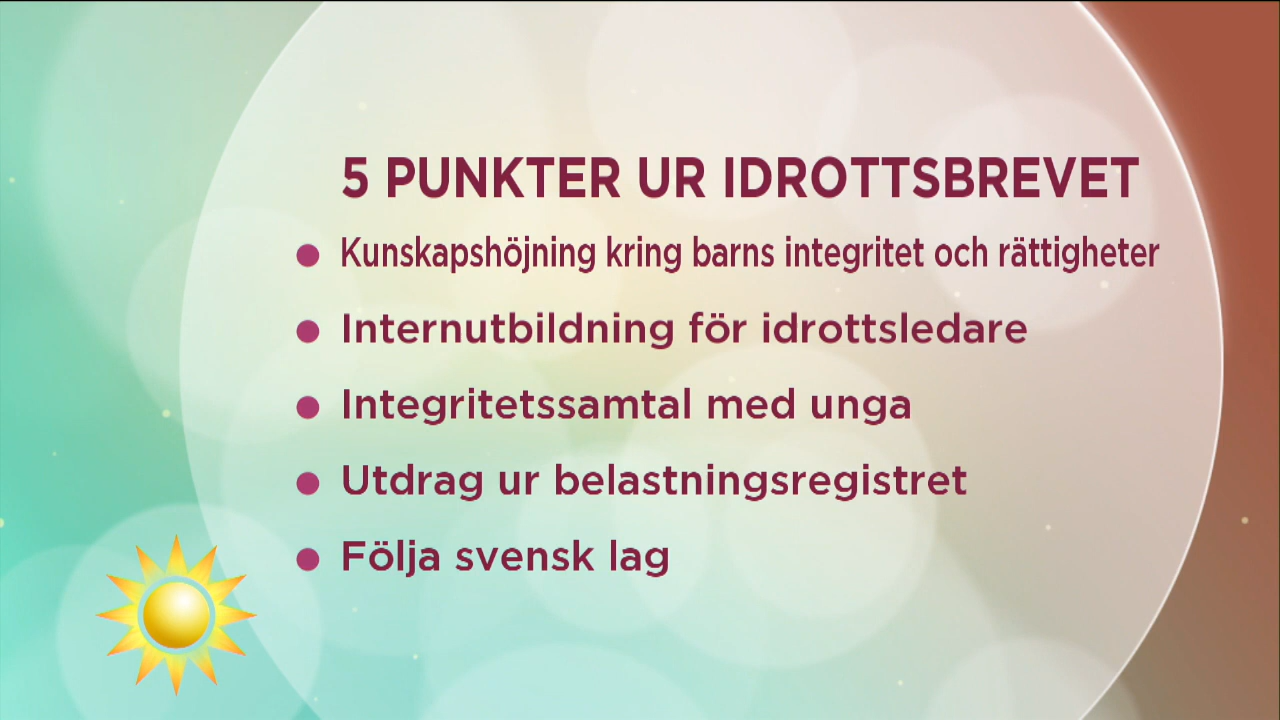 5 PUNKTER UR IDROTTSBREVET
Kunskapshöjning kring barns integritet och rättigheter
Internutbildning för idrottsledare
Integritetssamtal med unga
Utdrag ur belastningsregistret
Följa svensk lag